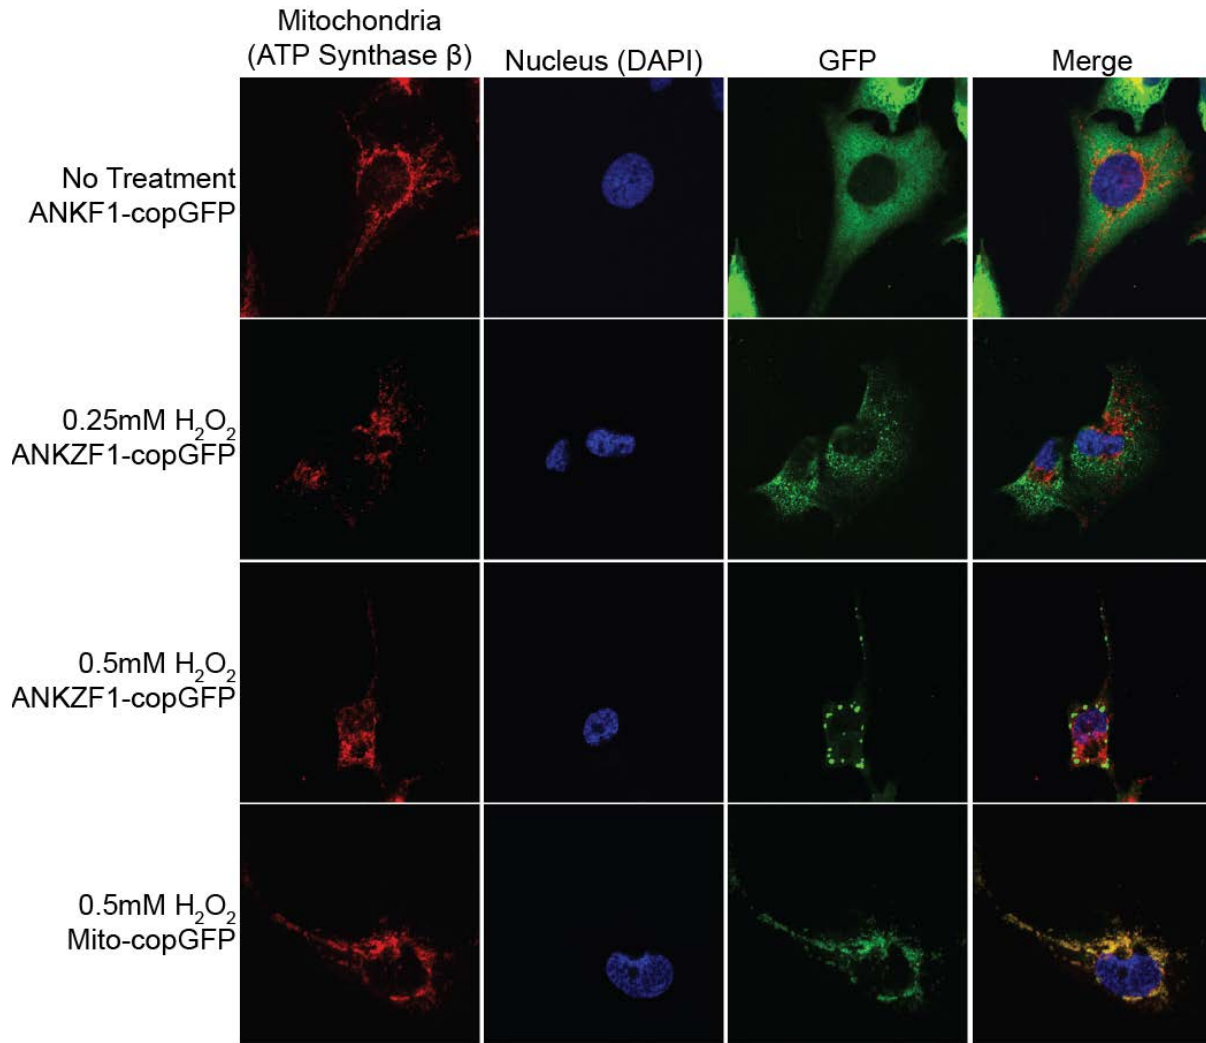 Mitochondria
(ATP Synthase β)
Nucleus (DAPI)
GFP
Merge
No Treatment
ANKF1-copGFP
0.25mM H₂O₂
ANKZF1-copGFP
0.5mM H₂O₂
ANKZF1-copGFP
0.5mM H₂O₂
Mito-copGFP